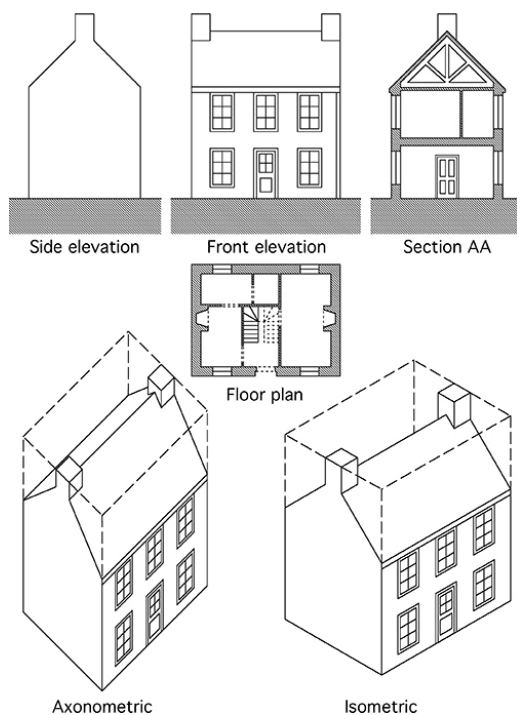 Side elevation
Front elevation
Section AA
Floor plan
Axonometric
Isometric